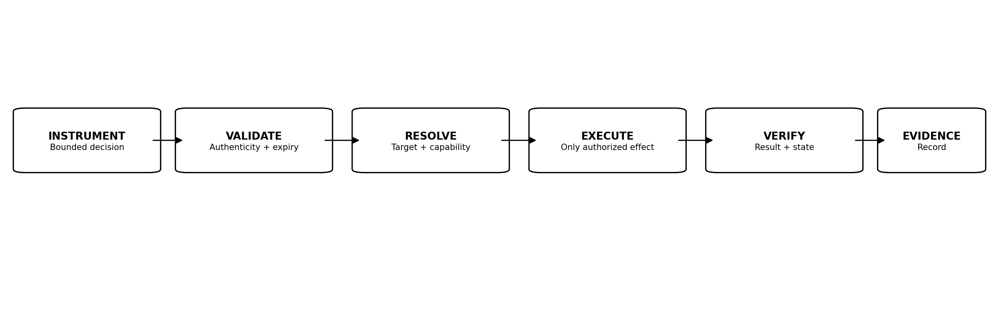 INSTRUMENT
Bounded decision
VALIDATE
Authenticity + expiry
RESOLVE
Target + capability
EXECUTE
Only authorized effect
VERIFY
Result + state
EVIDENCE
Record